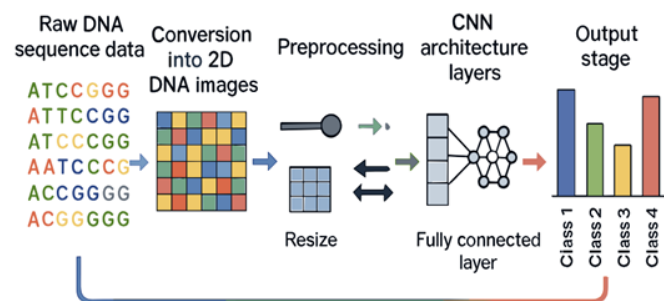 Raw DNA
sequence data
ATCCGGG
ATTCCGG
ATCCCGG
AATCCCG
ACCGGGG
ACGGGGG
Conversion
into 2D
DNA images
Preprocessing
Resize
CNN
architecture
layers
Fully connected
layer
Output
stage
Class 1
Class 2
Class 3
Class 4